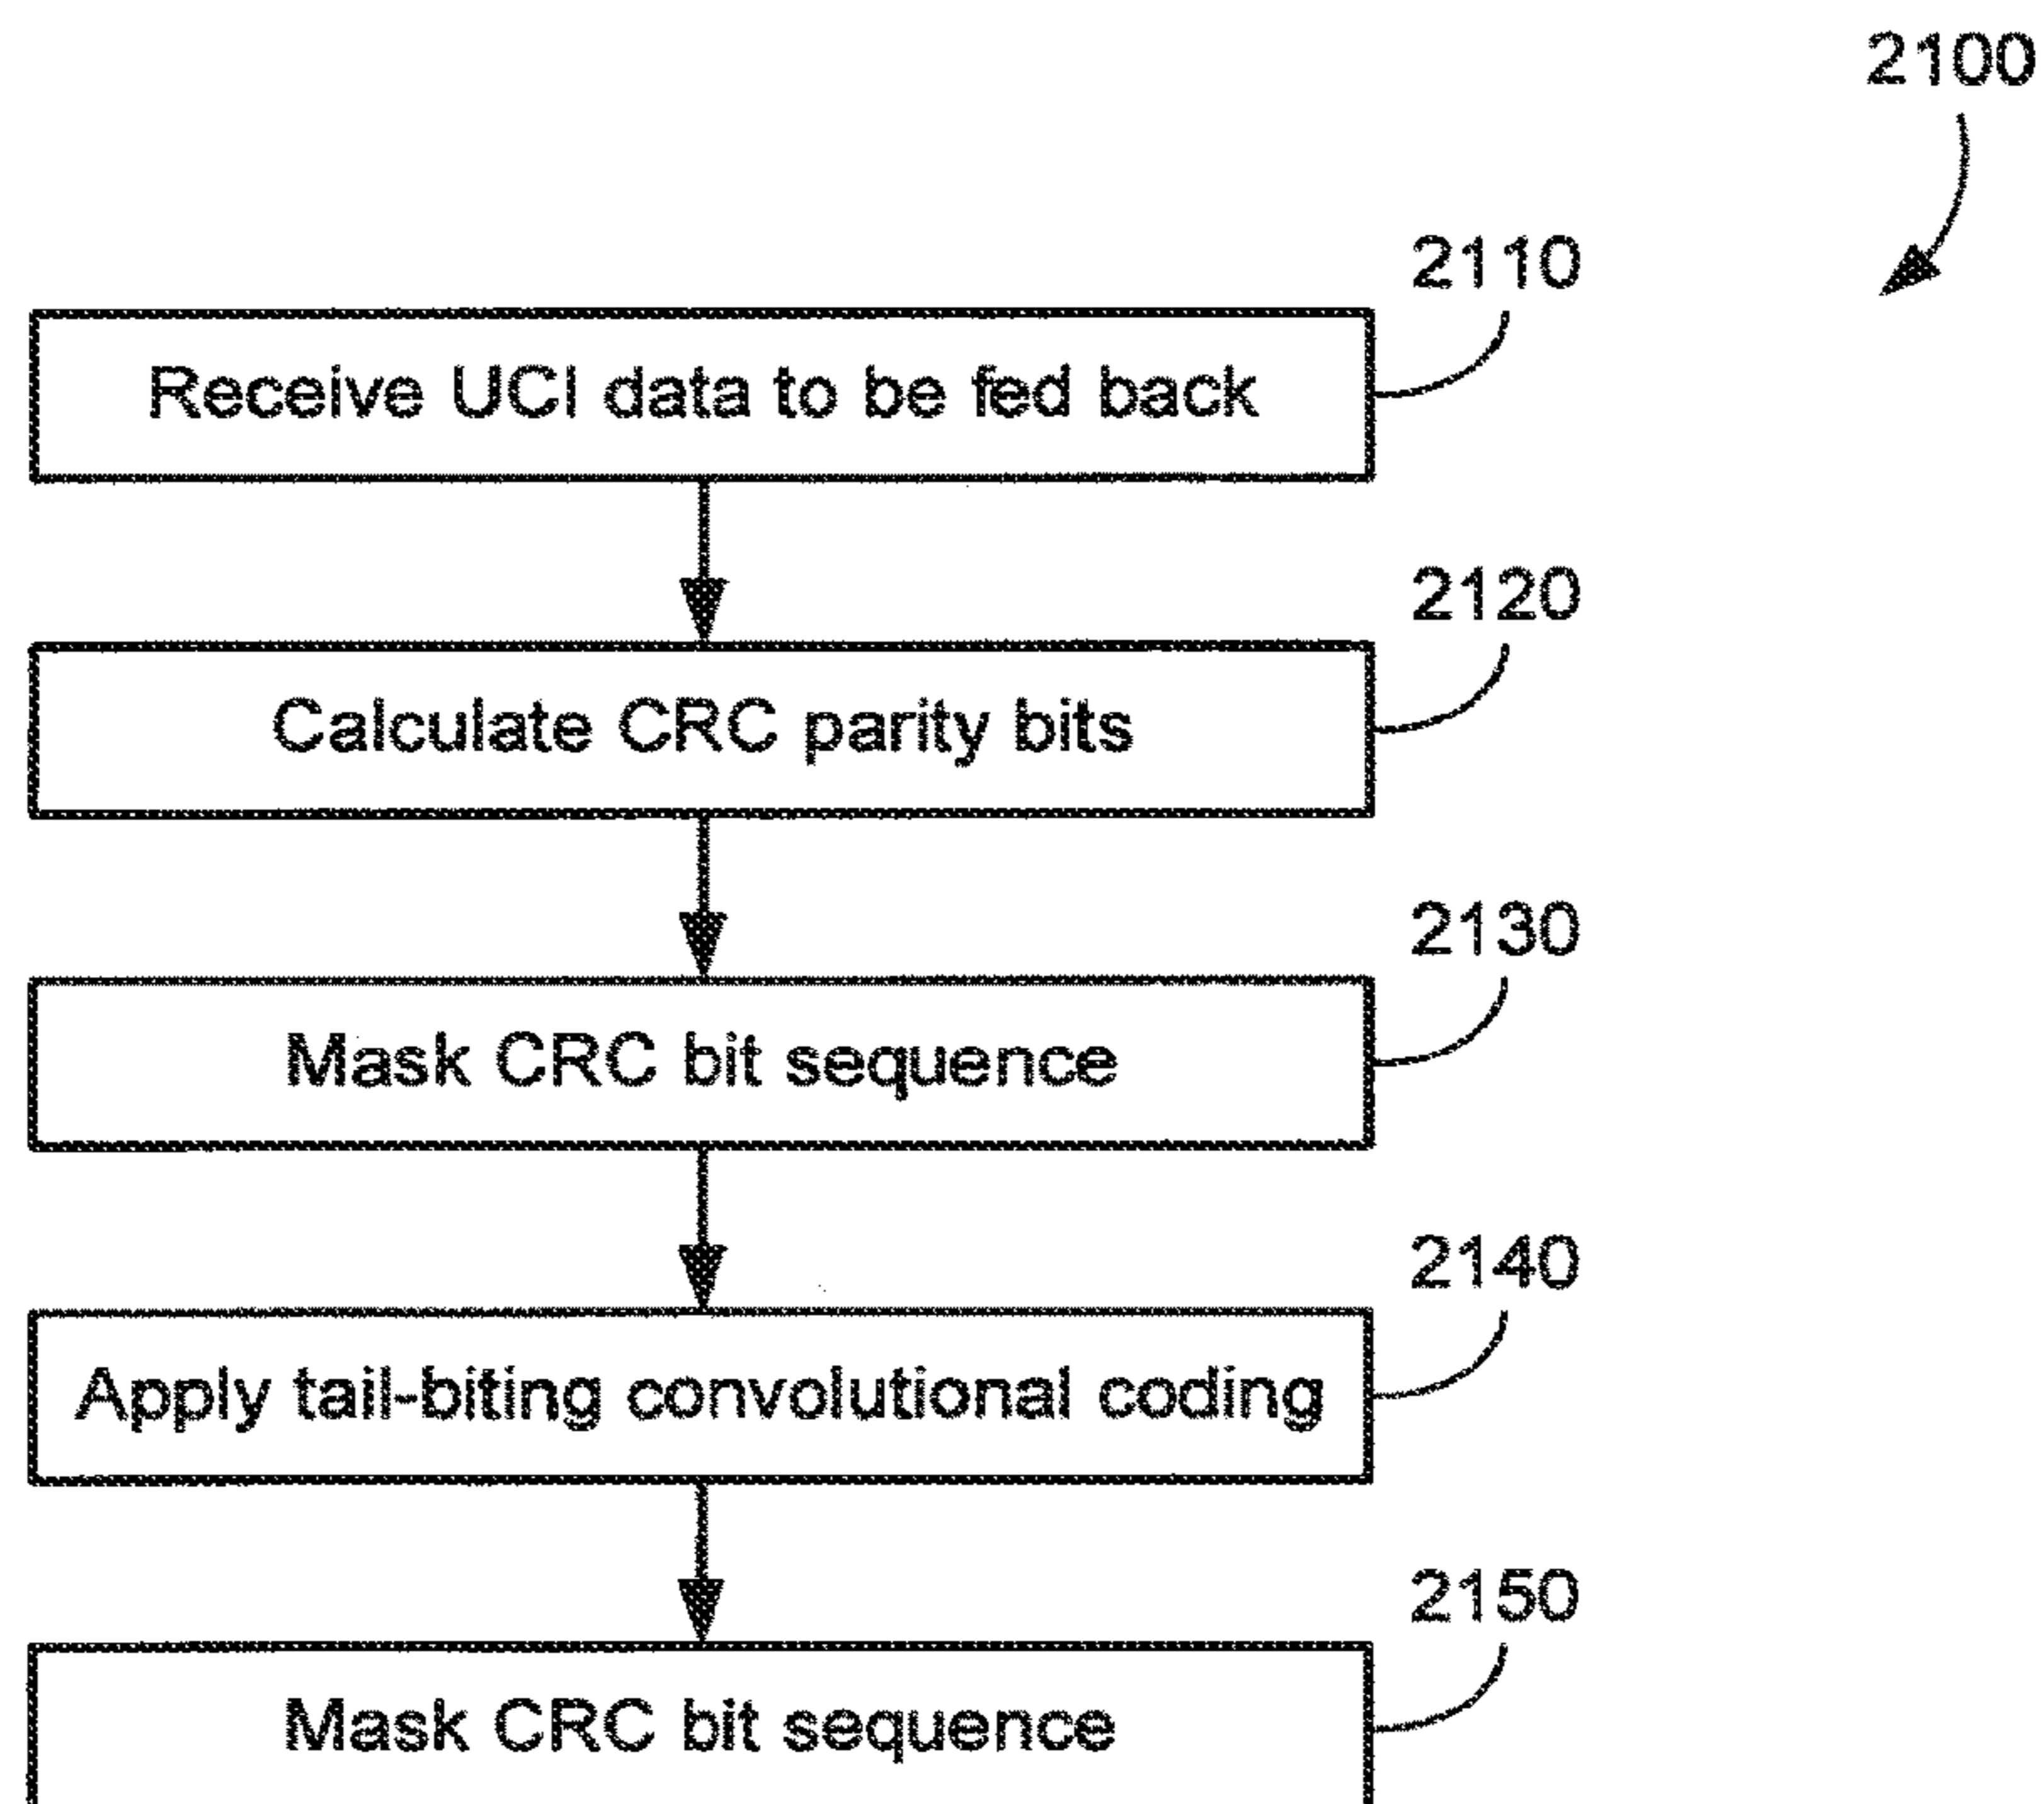 2100
2110
Receive UCI data to be fed back
2120
Calculate CRC parity bits
2130
Mask CRC bit sequence
2140
Apply tail-biting convolutional coding
2150
Mask CRC bit sequence